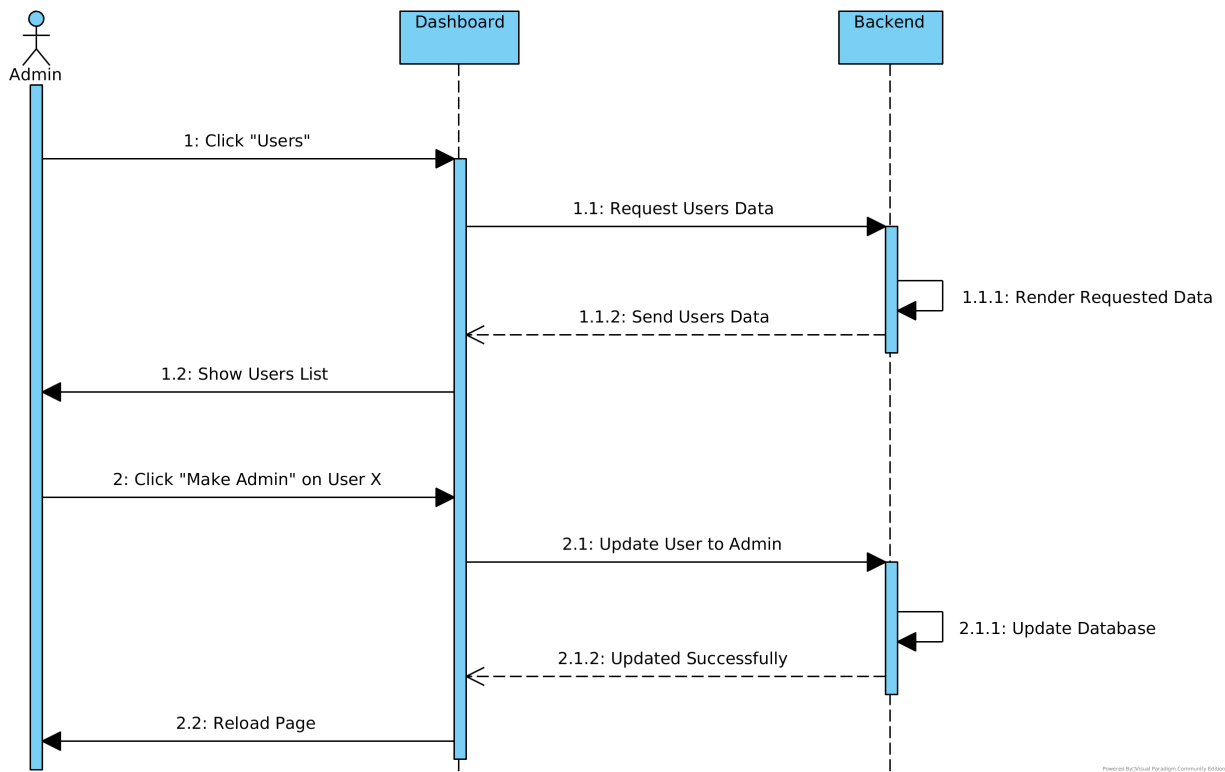 Admin
Dashboard
Backend
1: Click "Users"
1.1: Request Users Data
1.1.1: Render Requested Data
1.1.2: Send Users Data
1.2: Show Users List
2: Click "Make Admin" on User X
2.1: Update User to Admin
2.1.1: Update Database
2.1.2: Updated Successfully
2.2: Reload Page
Powered By Visual Paradigm Community Edition